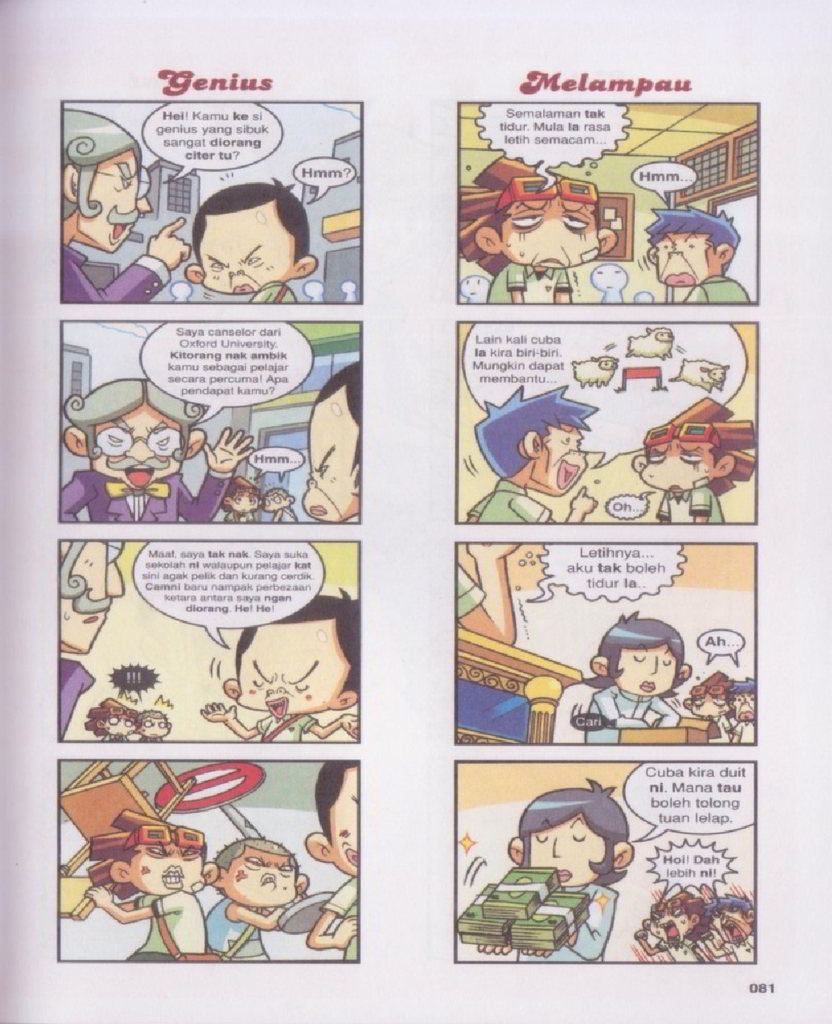 Genius
Hei! Kamu ke si
genius yang sibuk
sangat diorang
citer tu?
Hmm?
Saya canselor dari
Oxford University.
Kitorang nak ambik
kamu sebagai pelajar
secara percuma! Apa
pendapat kamu?
Hmm...
Maaf, saya tak nak. Saya suka
sekolah ni walaupun pelajar kat
sini agak pelik dan kurang cerdik.
Camni baru nampak perbezaan
ketara antara saya ngan
diorang. He! He!
!!!
Melampau
Semalaman tak
tidur. Mula la rasa
letih semacam...
Hmm...
Lain kali cuba
la kira biri-biri.
Mungkin dapat
membantu...
Oh...
Letihnya...
aku tak boleh
tidur la..
Ah...
Cari
Cuba kira duit
ni. Mana tau
boleh tolong
tuan lelap.
Hoi! Dah
lebih ni!
081